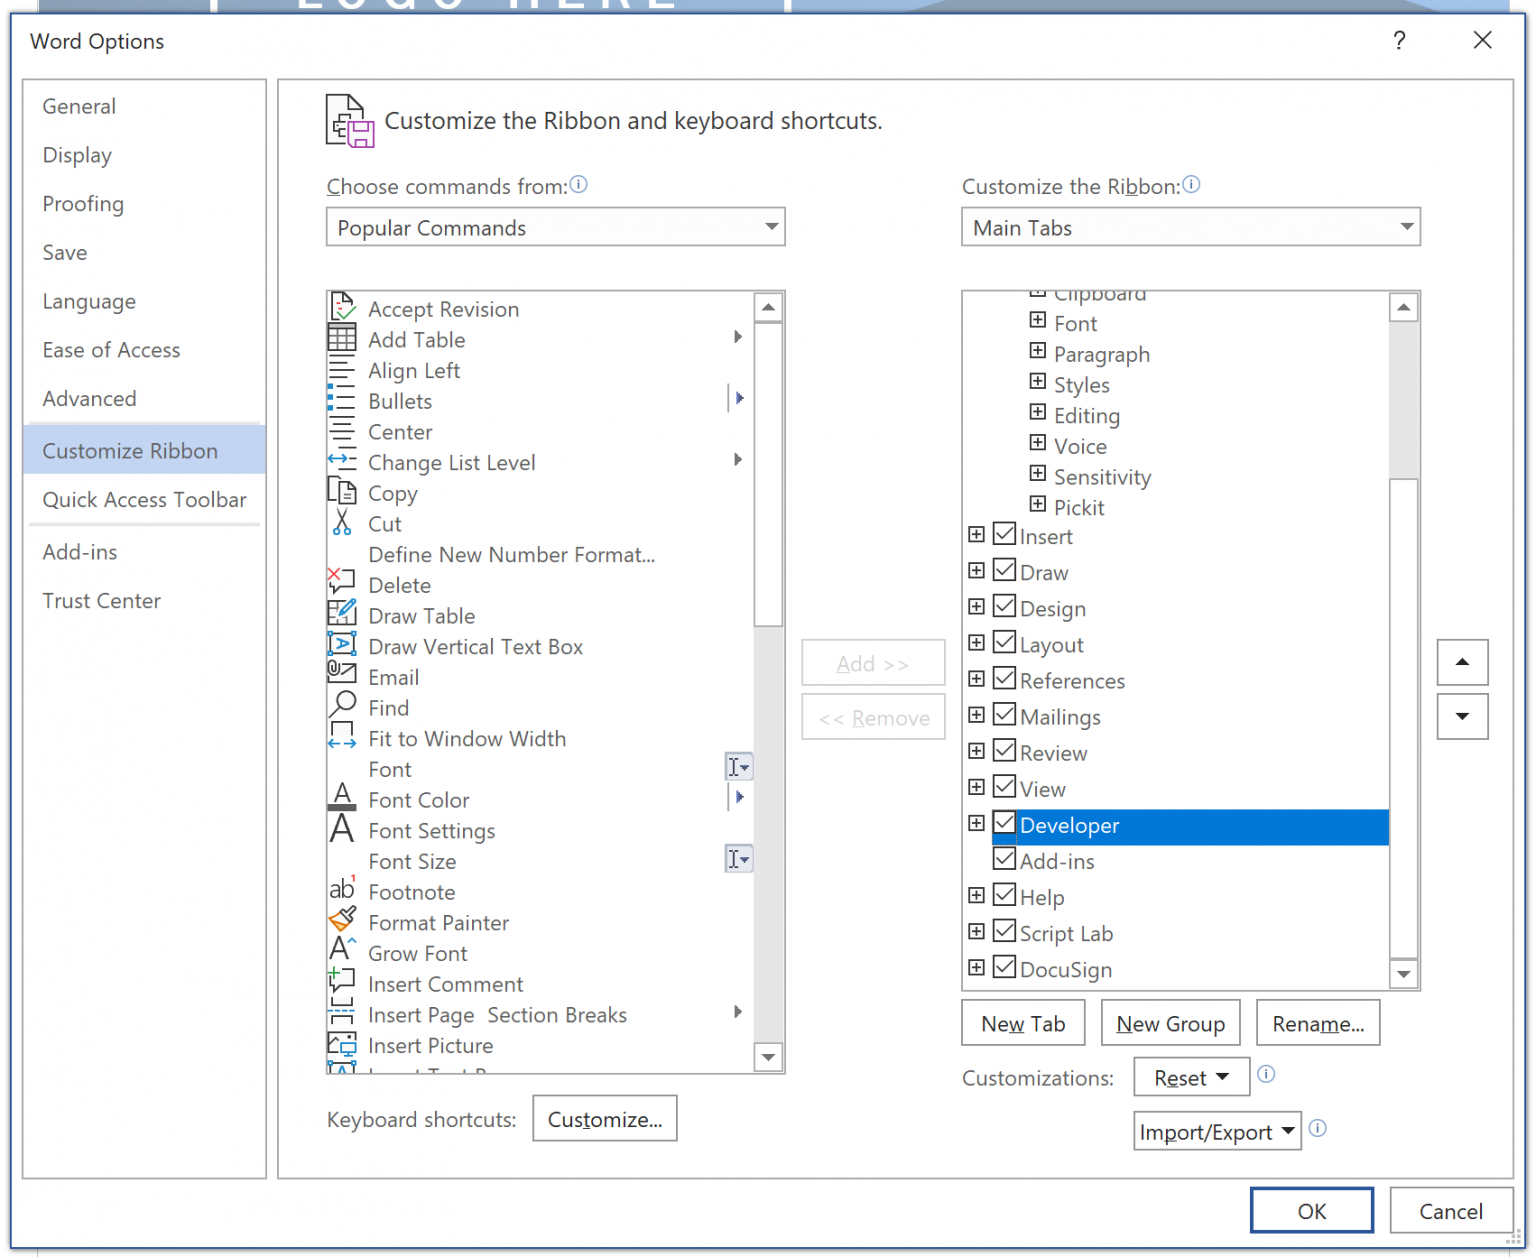 LOGO HERE
Word Options
?
General
Display
Proofing
Save
Language
Ease of Access
Advanced
Customize Ribbon
Quick Access Toolbar
Add-ins
Trust Center
Customize the Ribbon and keyboard shortcuts.
Choose commands from:
Popular Commands
Accept Revision
Add Table
Align Left
Bullets
Center
Change List Level
Copy
Cut
Define New Number Format...
Delete
Draw Table
Draw Vertical Text Box
Email
Find
Fit to Window Width
Font
Font Color
Font Settings
Font Size
Footnote
Format Painter
Grow Font
Insert Comment
Insert Page  Section Breaks
Insert Picture
Keyboard shortcuts:
Customize...
Add >>
<< Remove
Customize the Ribbon:
Main Tabs
Clipboard
Font
Paragraph
Styles
Editing
Voice
Sensitivity
Pickit
Insert
Draw
Design
Layout
References
Mailings
Review
View
Developer
Add-ins
Help
Script Lab
DocuSign
New Tab
New Group
Rename...
Customizations:
Reset
Import/Export
OK
Cancel